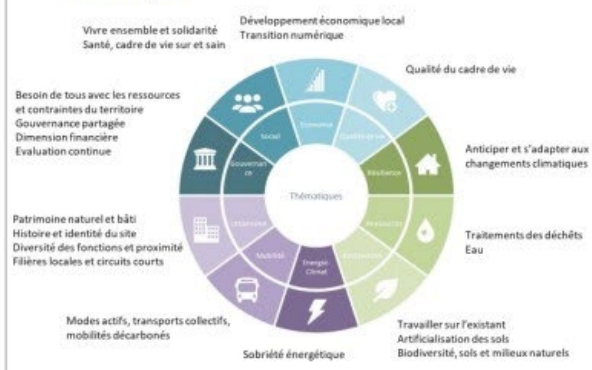 Développement économique local
Transition numérique
Vivre ensemble et solidarité
Santé, cadre de vie sur et sain
Qualité du cadre de vie
Besoin de tous avec les ressources
et contraintes du territoire
Gouvernance partagée
Dimension financière
Evaluation continue
Anticiper et s'adapter aux
changements climatiques
Patrimoine naturel et bâti
Histoire et identité du site
Diversité des fonctions et proximité
Filières locales et circuits courts
Traitements des déchêts
Eau
Modes actifs, transports collectifs,
mobilités décarbonés
Sobriété énergétique
Travailler sur l'existant
Artificialisation des sols
Biodiversité, sols et milieux naturels
Thématiques
Economie
Résilience
Energie-
Climat
Mobilité
Urbanisme
Gouvernan
ce
Social